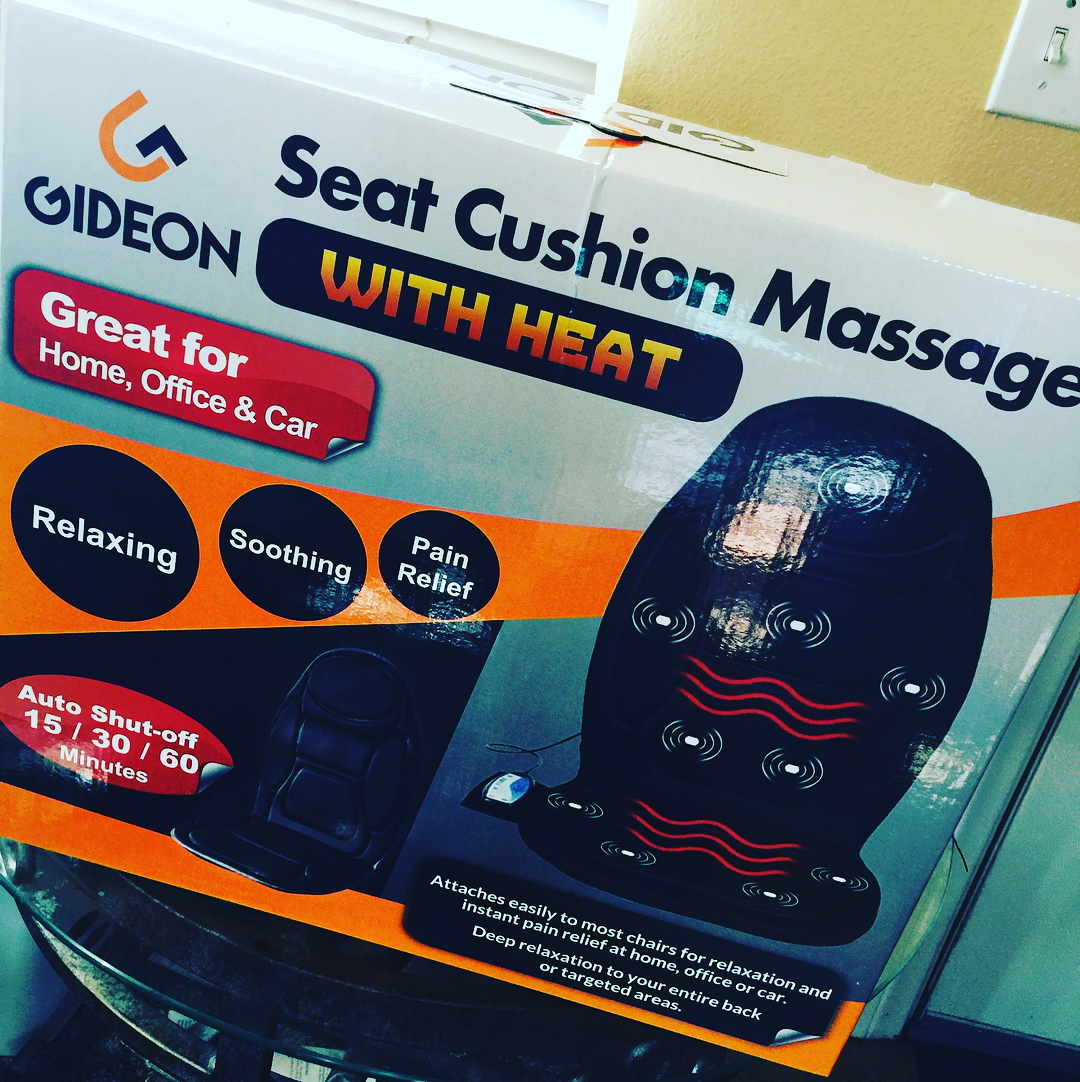 GIDEON
GIDEON
Seat Cushion Massage
WITH HEAT
Great for
Home, Office & Car
Relaxing
Soothing
Pain
Relief
Auto Shut-off
15 / 30 / 60
Minutes
Attaches easily to most chairs for relaxation and
instant pain relief at home, office or car.
Deep relaxation to your entire back
or targeted areas.